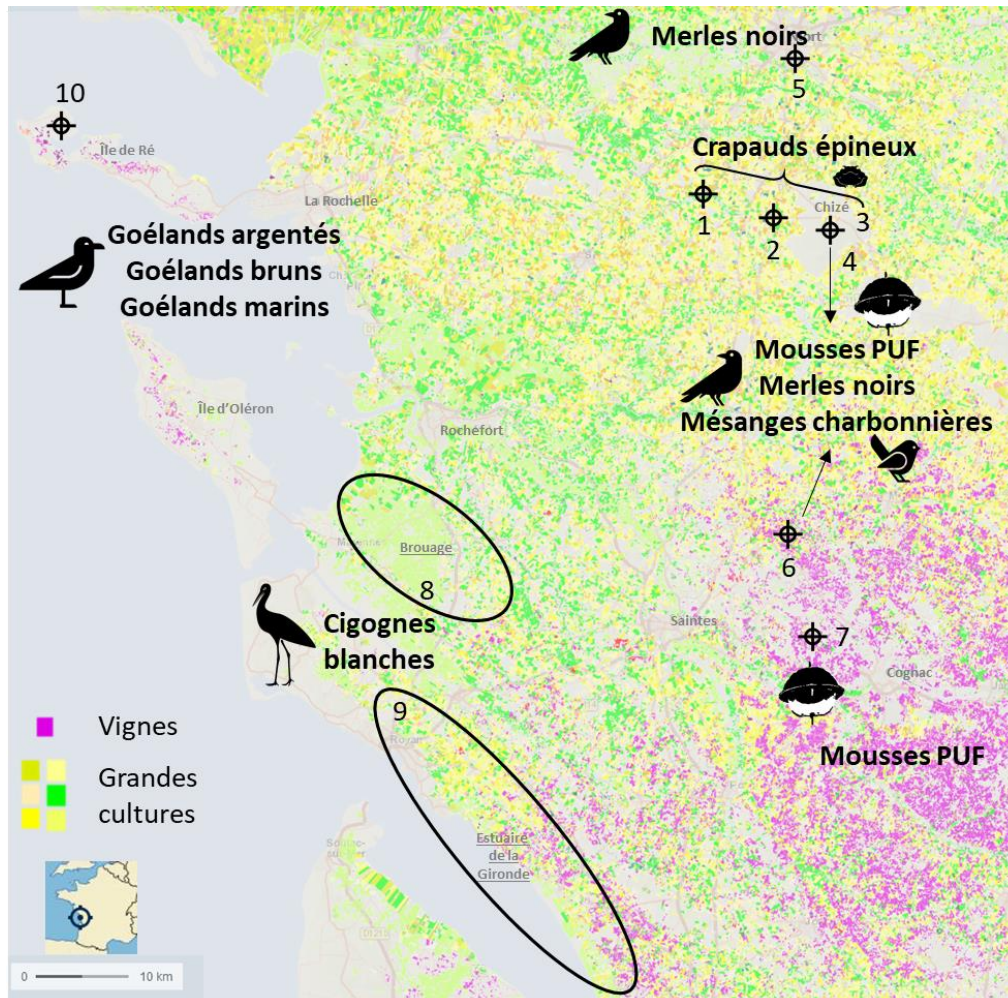 Merles noirs
5
10
Île de Ré
Crapauds épineux
La Rochelle
Chizé
1
2
3
4
Goélands argentés
Goélands bruns
Goélands marins
Mousses PUF
Merles noirs
Mésanges charbonnières
Île d'Oléron
Rochefort
Brouage
8
6
Cigognes
blanches
Saintes
7
Cognac
9
Royan
Mousses PUF
Vignes
Grandes
cultures
Estuaire
de la
Gironde
0
10 km